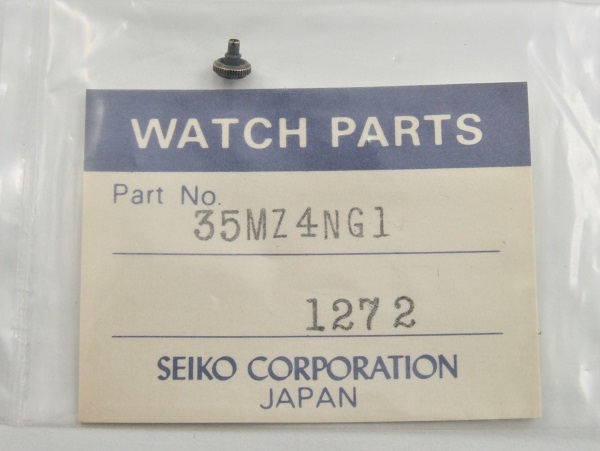 WATCH PARTS
Part No.
35MZ4NG1
1272
SEIKO CORPORATION
JAPAN